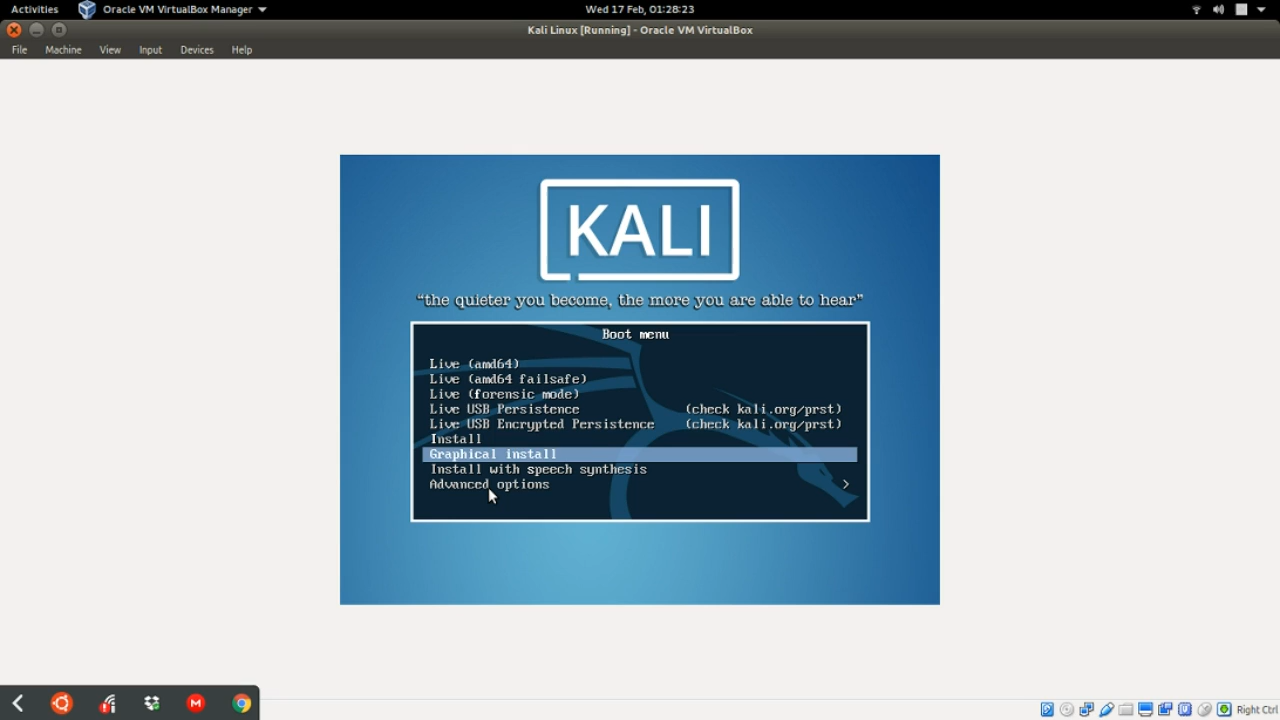 Activities Oracle VM VirtualBox Manager Wed 17 Feb, 01:28:23
Kali Linux [Running] - Oracle VM VirtualBox
File Machine View Input Devices Help
KALI
“the quieter you become, the more you are able to hear”
Boot menu
Live (amd64)
Live (amd64 failsafe)
Live (forensic mode)
Live USB Persistence (check kali.org/prst)
Live USB Encrypted Persistence (check kali.org/prst)
Install
Graphical install
Install with speech synthesis
Advanced options >
Right Ctrl